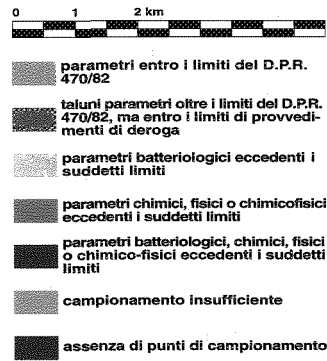 0 1 2 km
parametri entro i limiti del D.P.R.
470/82
taluni parametri oltre i limiti del D.P.R.
470/82, ma entro i limiti di provvedi-
menti di deroga
parametri batteriologici eccedenti i
suddetti limiti
parametri chimici, fisici o chimicofisici
eccedenti i suddetti limiti
parametri batteriologici, chimici, fisici
o chimico-fisici eccedenti i suddetti
limiti
campionamento insufficiente
assenza di punti di campionamento